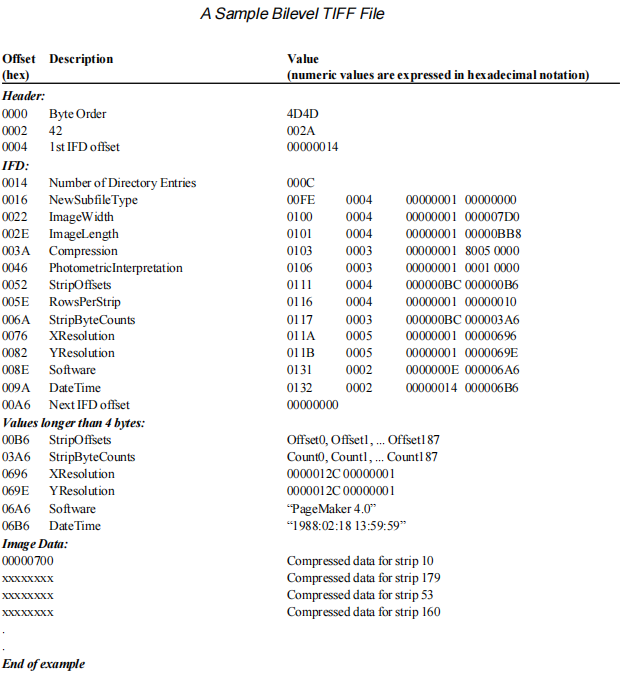 A Sample Bilevel TIFF File
Offset Description Value
(hex) (numeric values are expressed in hexadecimal notation)
Header:
0000 Byte Order 4D4D
0002 42 002A
0004 1st IFD offset 00000014
IFD:
0014 Number of Directory Entries 000C
0016 NewSubfileType 00FE 0004 00000001 00000000
0022 ImageWidth 0100 0004 00000001 000007D0
002E ImageLength 0101 0004 00000001 00000BB8
003A Compression 0103 0003 00000001 8005 0000
0046 PhotometricInterpretation 0106 0003 00000001 0001 0000
0052 StripOffsets 0111 0004 000000BC 000000B6
005E RowsPerStrip 0116 0004 00000001 00000010
006A StripByteCounts 0117 0003 000000BC 000003A6
0076 XResolution 011A 0005 00000001 00000696
0082 YResolution 011B 0005 00000001 0000069E
008E Software 0131 0002 0000000E 000006A6
009A DateTime 0132 0002 00000014 000006B6
00A6 Next IFD offset 00000000
Values longer than 4 bytes:
00B6 StripOffsets Offset0, Offset1, ... Offset187
03A6 StripByteCounts Count0, Count1, ... Count187
0696 XResolution 0000012C 00000001
069E YResolution 0000012C 00000001
06A6 Software “PageMaker 4.0”
06B6 DateTime “1988:02:18 13:59:59”
Image Data:
00000700 Compressed data for strip 10
xxxxxxxx Compressed data for strip 179
xxxxxxxx Compressed data for strip 53
xxxxxxxx Compressed data for strip 160
.
.
End of example